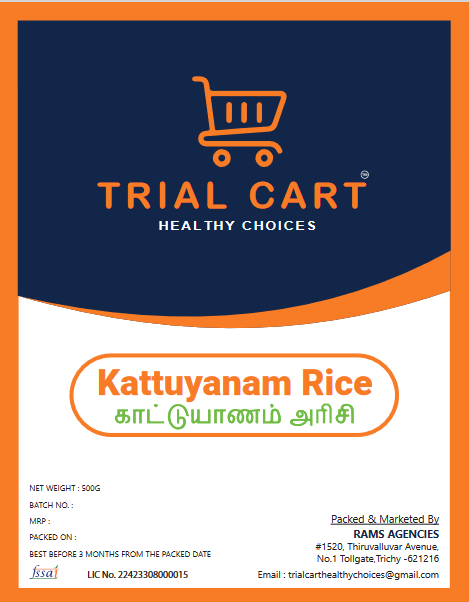 TM
TRIAL CART
HEALTHY CHOICES
Kattuyanam Rice
காட்டுயாணம் அரிசி
NET WEIGHT : 500G
BATCH NO. :
MRP :
PACKED ON :
BEST BEFORE 3 MONTHS FROM THE PACKED DATE
fssai LIC No. 22423308000015
Packed & Marketed By
RAMS AGENCIES
#1520, Thiruvalluvar Avenue,
No.1 Tollgate,Trichy -621216
Email : trialcarthealthychoices@gmail.com